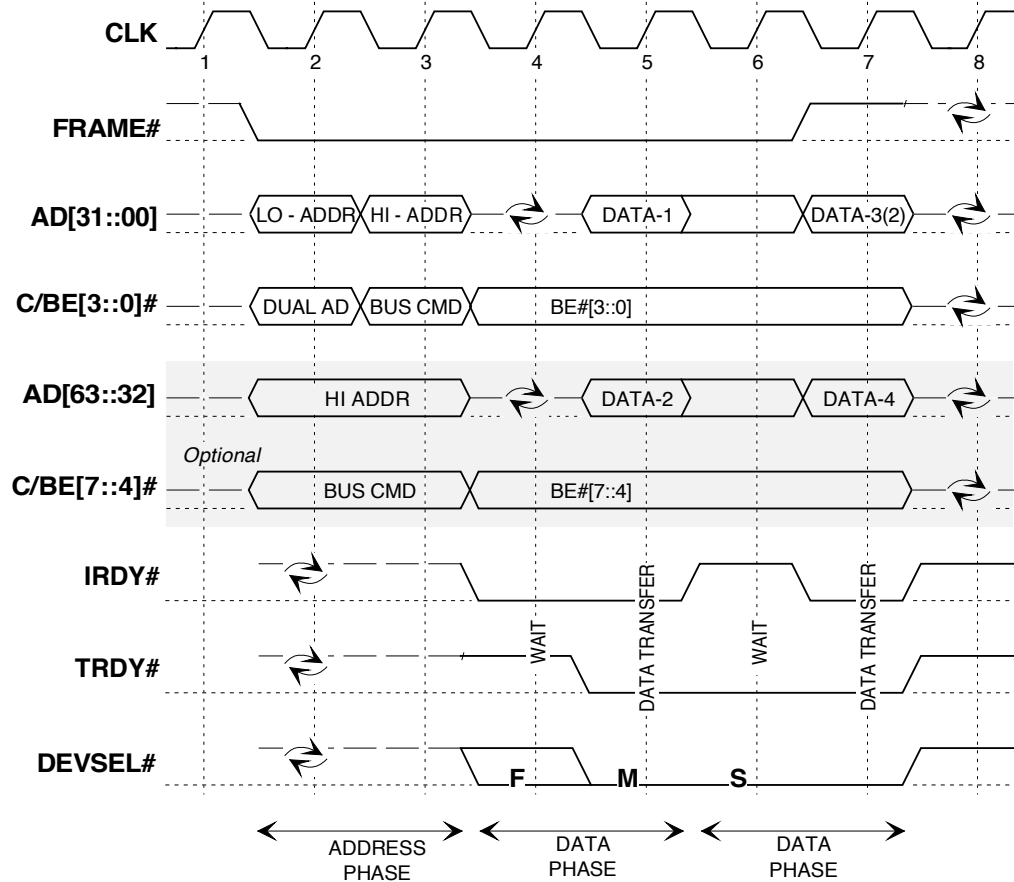 CLK
1 2 3 4 5 6 7 8
FRAME#
AD[31::00] LO - ADDR HI - ADDR DATA-1 DATA-3(2)
C/BE[3::0]# DUAL AD BUS CMD BE#[3::0]
AD[63::32] HI ADDR DATA-2 DATA-4
Optional
C/BE[7::4]# BUS CMD BE#[7::4]
IRDY#
WAIT
DATA TRANSFER
WAIT
DATA TRANSFER
TRDY#
DEVSEL# F M S
ADDRESS
PHASE
DATA
PHASE
DATA
PHASE